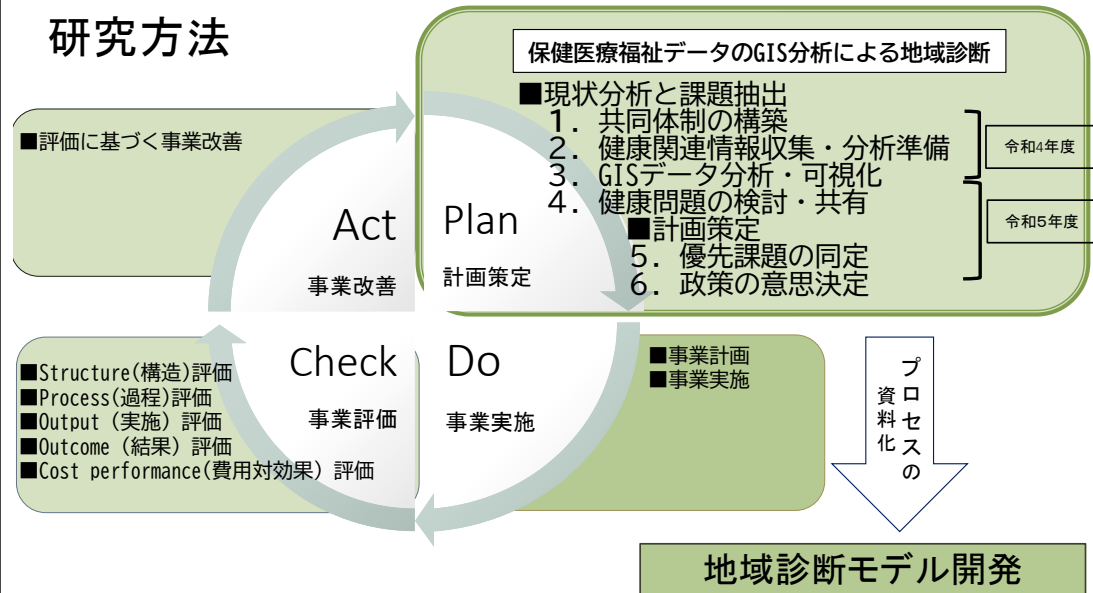 研究方法
保健医療福祉データのGIS分析による地域診断
■現状分析と課題抽出
1. 共同体制の構築
2. 健康関連情報収集・分析準備
3. GISデータ分析・可視化
4. 健康問題の検討・共有
■計画策定
5. 優先課題の同定
6. 政策の意思決定
令和4年度
令和5年度
■評価に基づく事業改善
Act
事業改善
Plan
計画策定
Check
事業評価
Do
事業実施
■Structure(構造)評価
■Process(過程)評価
■Output (実施) 評価
■Outcome (結果) 評価
■Cost performance(費用対効果) 評価
■事業計画
■事業実施
プロセスの
資料化
地域診断モデル開発